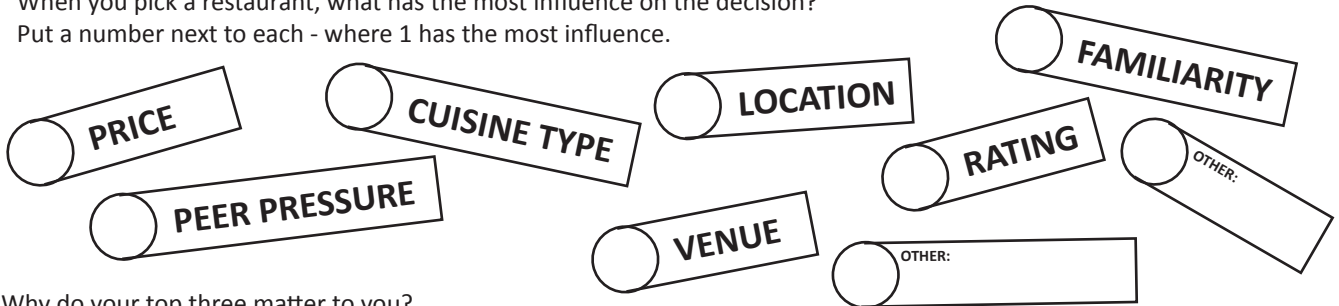 When you pick a restaurant, what has the most influence on the decision?
Put a number next to each - where 1 has the most influence.
PRICE
CUISINE TYPE
LOCATION
FAMILIARITY
PEER PRESSURE
VENUE
RATING
OTHER:
OTHER:
Why do your top three matter to you?